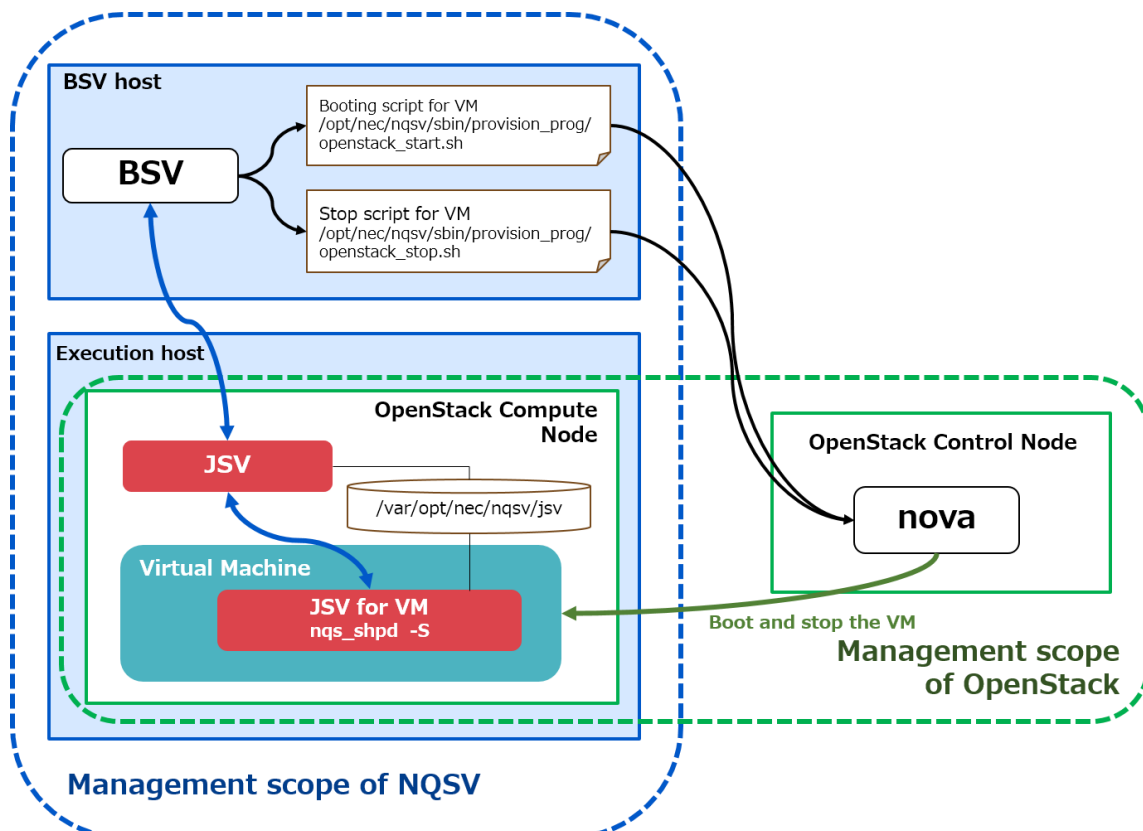 BSV host
Booting script for VM
/opt/nec/nqsv/sbin/provision_prog/
openstack_start.sh
BSV
Stop script for VM
/opt/nec/nqsv/sbin/provision_prog/
openstack_stop.sh
Execution host
OpenStack Compute
Node
JSV
/var/opt/nec/nqsv/jsv
Virtual Machine
JSV for VM
nqs_shpd -S
OpenStack Control Node
nova
Boot and stop the VM
Management scope
of OpenStack
Management scope of NQSV